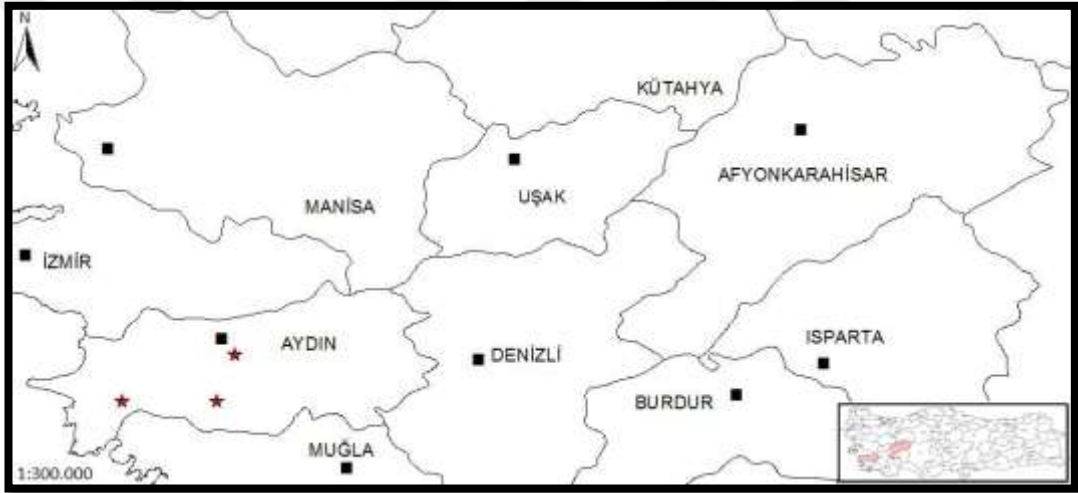 N
KÜTAHYA
AFYONKARAHİSAR
UŞAK
MANİSA
İZMİR
AYDIN
DENİZLİ
ISPARTA
BURDUR
MUĞLA
1:300.000